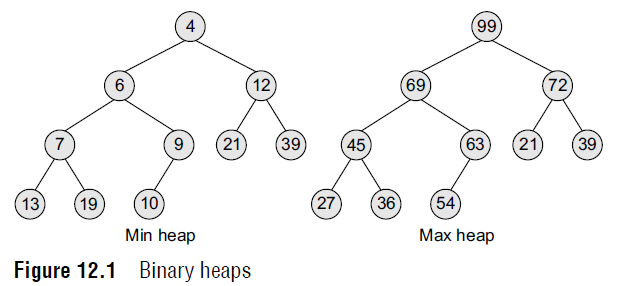 4 99
6 12 69 72
7 9 21 39 45 63 21 39
13 19 10 27 36 54
Min heap Max heap
Figure 12.1 Binary heaps